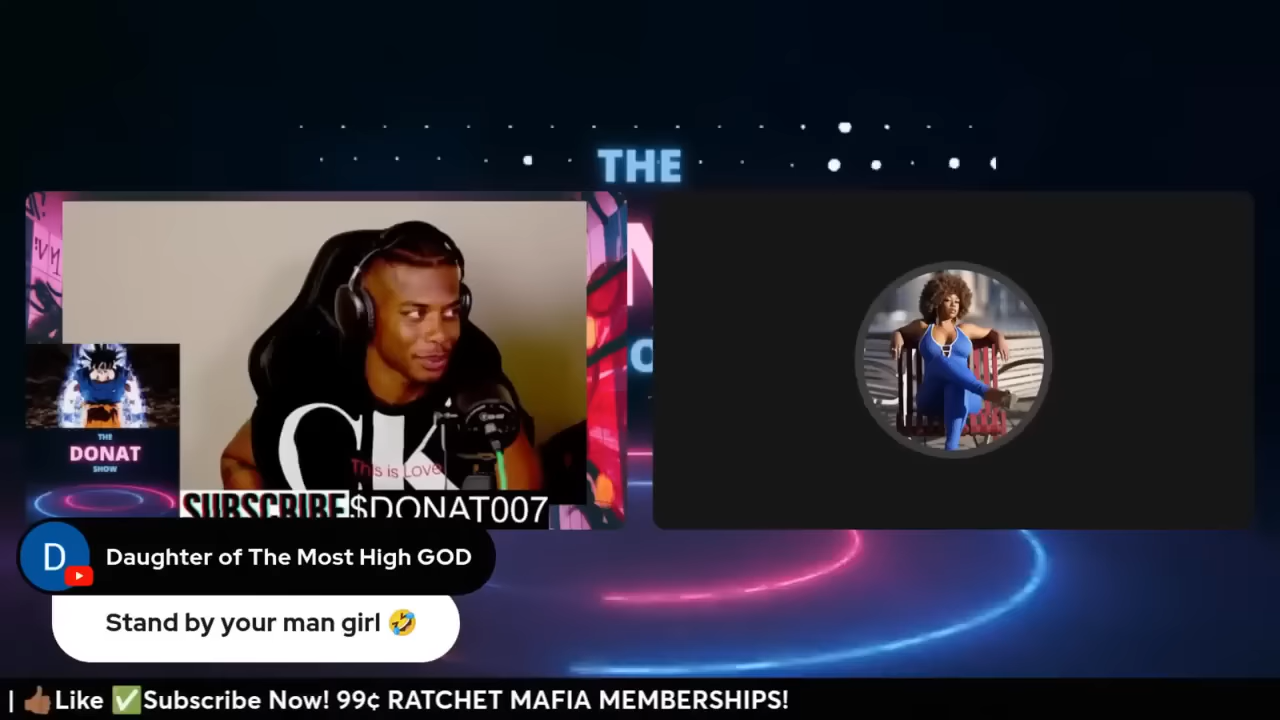 THE
CK
This is Love
THE
DONAT
SHOW
SUBSCRIBE $DONAT007
D
Daughter of The Most High GOD
Stand by your man girl 🤣
| 👍🏾Like ✅Subscribe Now! 99¢ RATCHET MAFIA MEMBERSHIPS!